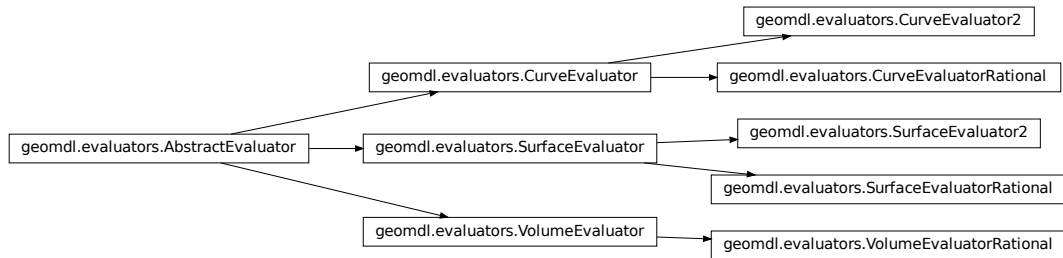 geomdl.evaluators.CurveEvaluator2
geomdl.evaluators.CurveEvaluator
geomdl.evaluators.CurveEvaluatorRational
geomdl.evaluators.AbstractEvaluator
geomdl.evaluators.SurfaceEvaluator
geomdl.evaluators.SurfaceEvaluator2
geomdl.evaluators.SurfaceEvaluatorRational
geomdl.evaluators.VolumeEvaluator
geomdl.evaluators.VolumeEvaluatorRational